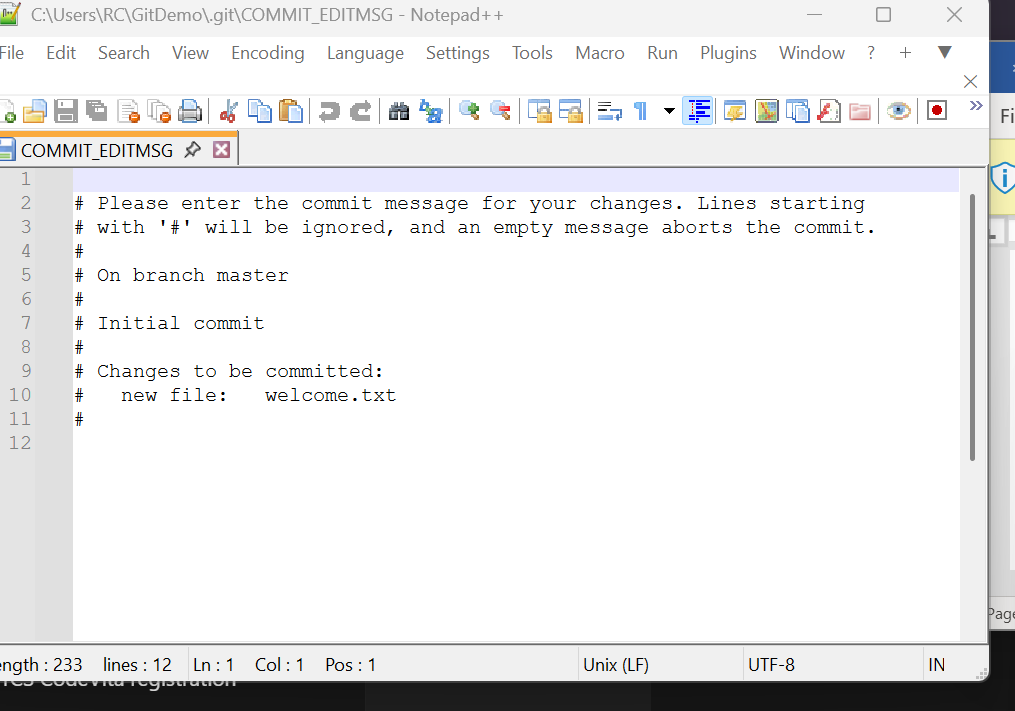 C:\Users\RC\GitDemo\.git\COMMIT_EDITMSG - Notepad++
File Edit Search View Encoding Language Settings Tools Macro Run Plugins Window ? + ▼
COMMIT_EDITMSG
1
2 # Please enter the commit message for your changes. Lines starting
3 # with '#' will be ignored, and an empty message aborts the commit.
4 #
5 # On branch master
6 #
7 # Initial commit
8 #
9 # Changes to be committed:
10 #   new file:   welcome.txt
11 #
12
ength : 233 lines : 12 Ln : 1 Col : 1 Pos : 1 Unix (LF) UTF-8 IN
Fi
Page
TCS CodeVita registration